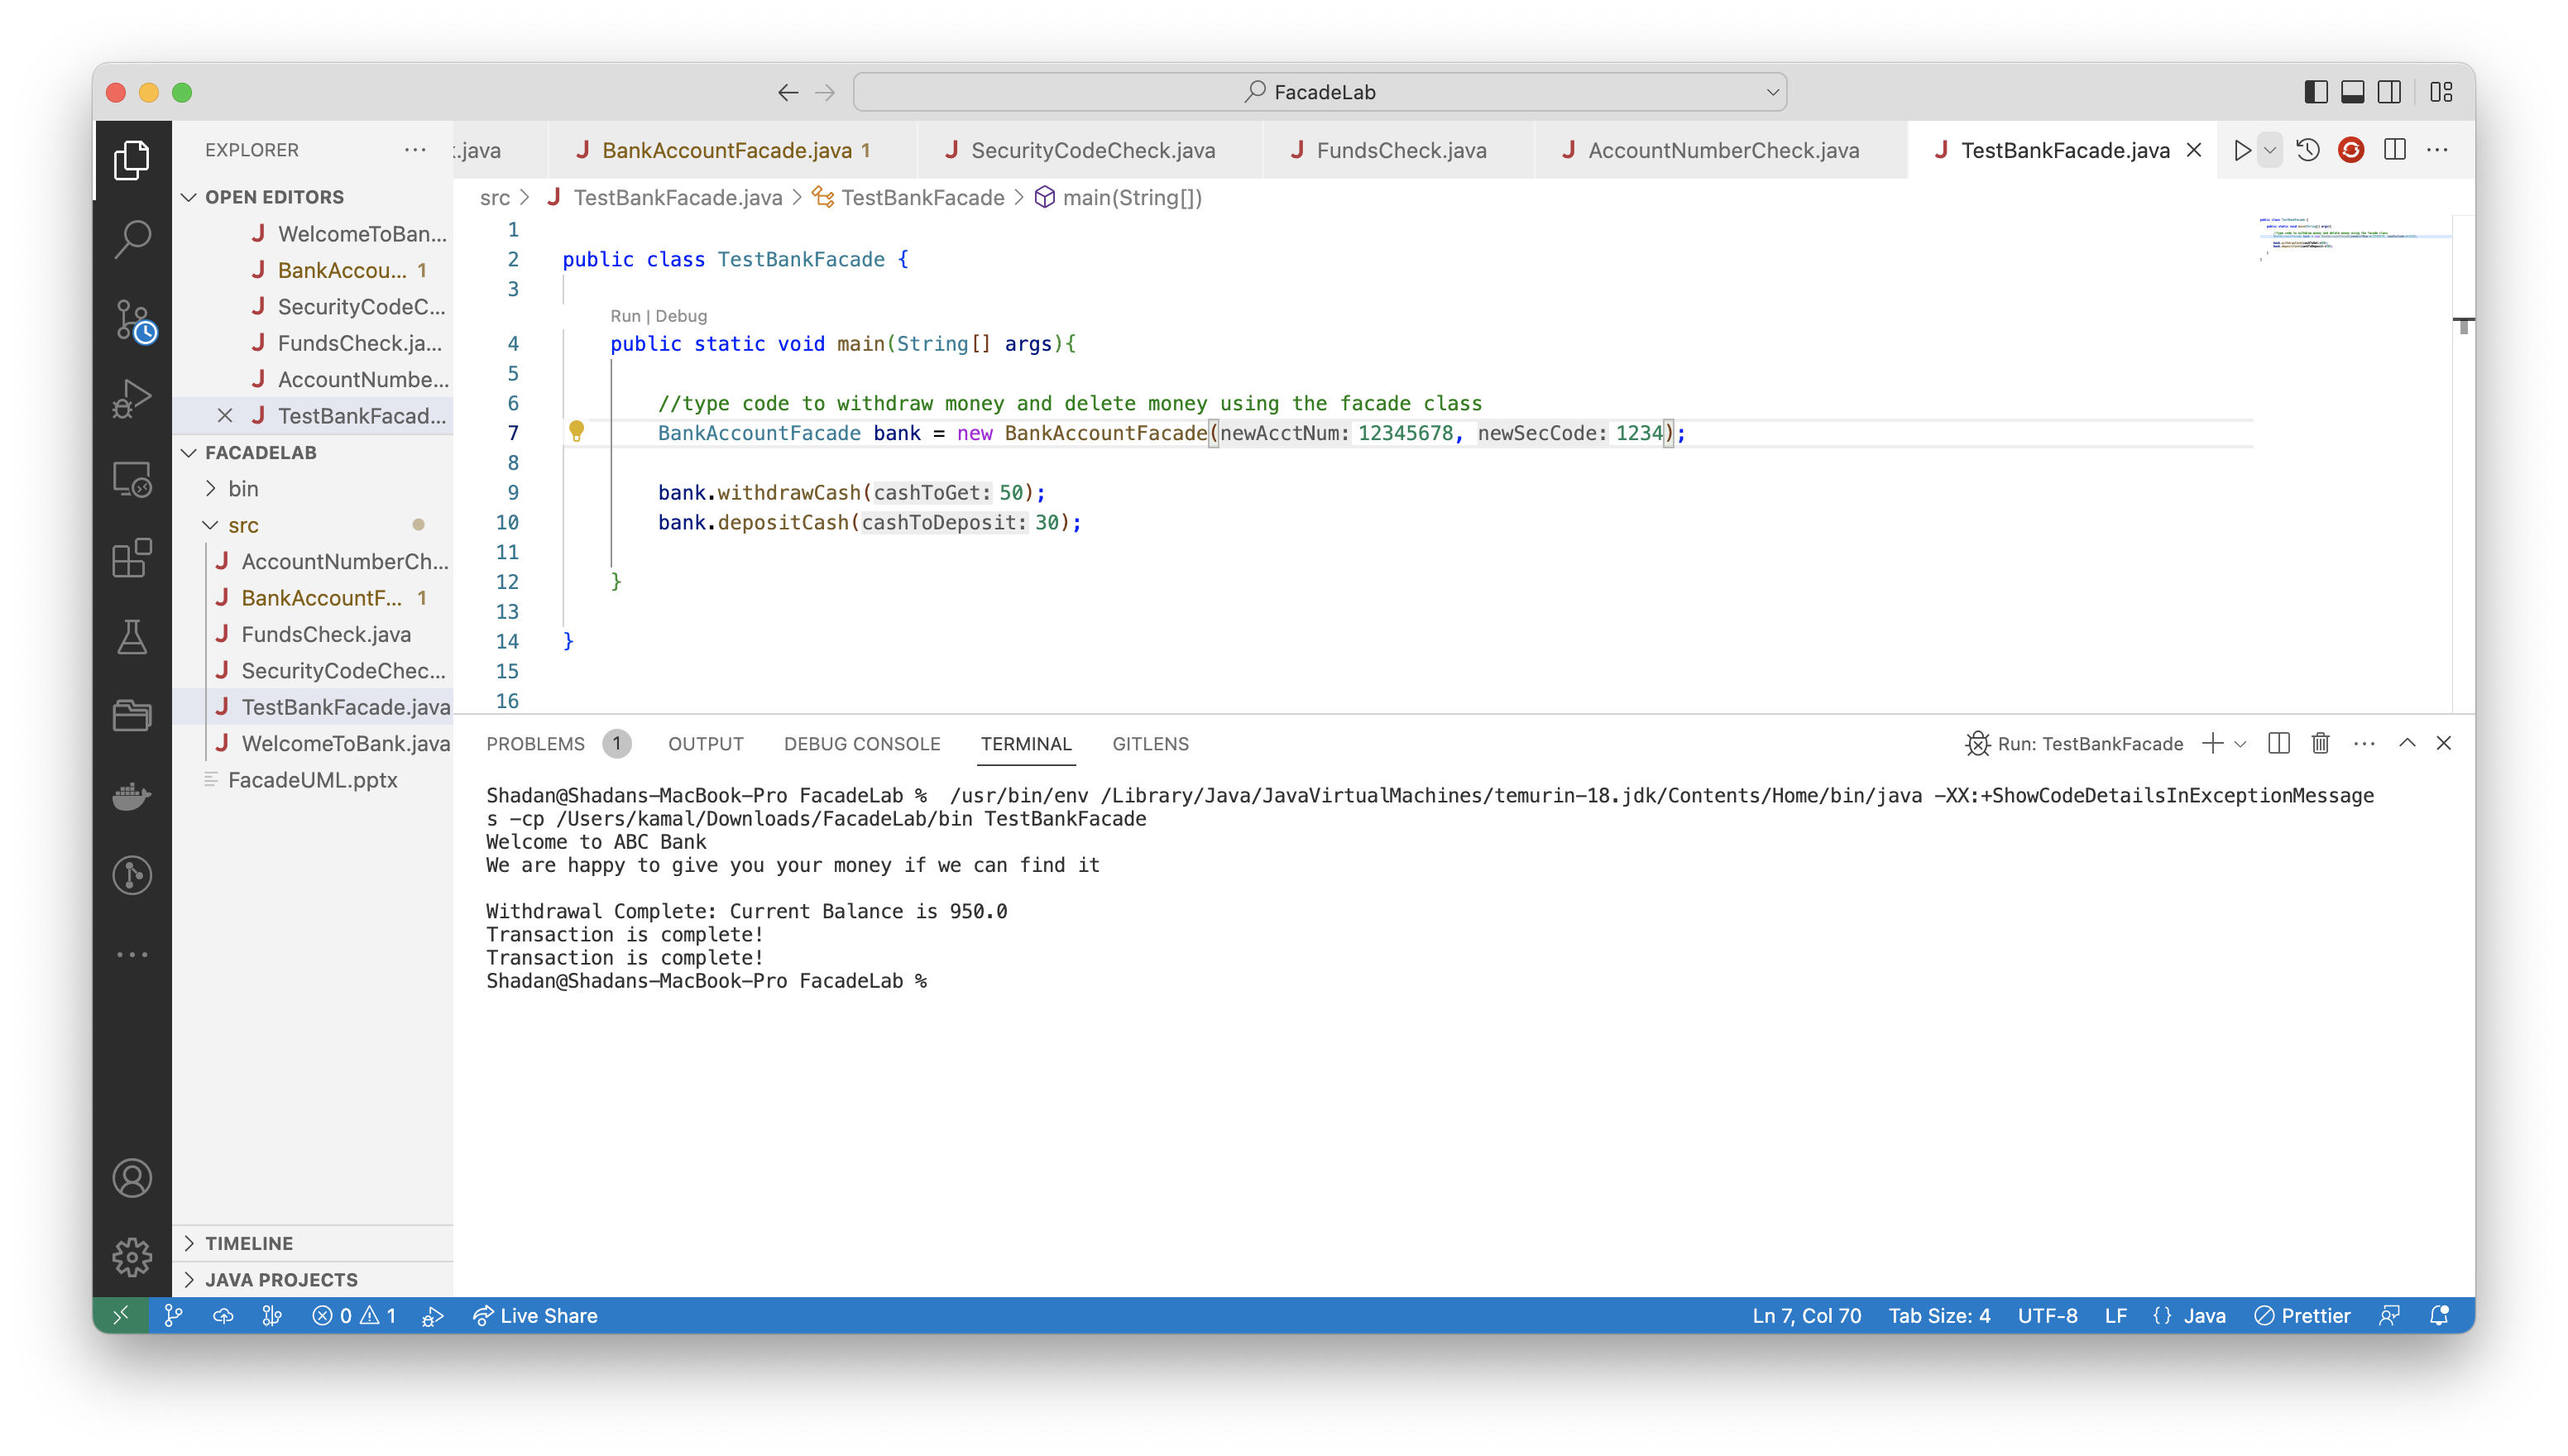 FacadeLab
EXPLORER
OPEN EDITORS
WelcomeToBan...
BankAccou... 1
SecurityCodeC...
FundsCheck.ja...
AccountNumbe...
TestBankFacad...
FACADELAB
bin
src
AccountNumberCh...
BankAccountF... 1
FundsCheck.java
SecurityCodeChec...
TestBankFacade.java
WelcomeToBank.java
FacadeUML.pptx
TIMELINE
JAVA PROJECTS
.java BankAccountFacade.java 1 SecurityCodeCheck.java FundsCheck.java AccountNumberCheck.java TestBankFacade.java
src > TestBankFacade.java > TestBankFacade > main(String[])
1
2 public class TestBankFacade {
3
Run | Debug
4 public static void main(String[] args){
5
6 //type code to withdraw money and delete money using the facade class
7 BankAccountFacade bank = new BankAccountFacade(newAcctNum: 12345678, newSecCode: 1234);
8
9 bank.withdrawCash(cashToGet: 50);
10 bank.depositCash(cashToDeposit: 30);
11
12 }
13
14 }
15
16
PROBLEMS 1 OUTPUT DEBUG CONSOLE TERMINAL GITLENS Run: TestBankFacade
Shadan@Shadans-MacBook-Pro FacadeLab % /usr/bin/env /Library/Java/JavaVirtualMachines/temurin-18.jdk/Contents/Home/bin/java -XX:+ShowCodeDetailsInExceptionMessage
s -cp /Users/kamal/Downloads/FacadeLab/bin TestBankFacade
Welcome to ABC Bank
We are happy to give you your money if we can find it
Withdrawal Complete: Current Balance is 950.0
Transaction is complete!
Transaction is complete!
Shadan@Shadans-MacBook-Pro FacadeLab %
0 1 Live Share Ln 7, Col 70 Tab Size: 4 UTF-8 LF {} Java Prettier